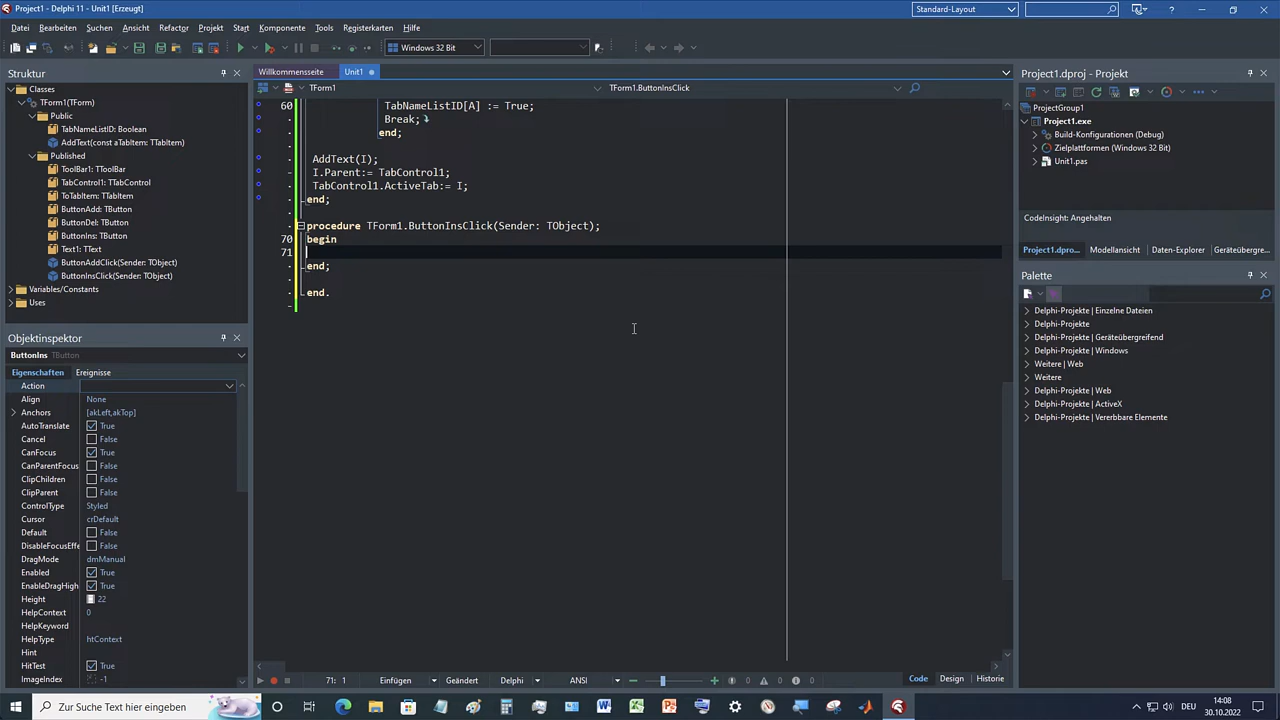 Project1 - Delphi 11 - Unit1 [Erzeugt]
Standard-Layout
Datei Bearbeiten Suchen Ansicht Refactor Projekt Start Komponente Tools Registerkarten Hilfe
Windows 32 Bit
Struktur
Classes
TForm1(TForm)
Public
TabNameListID: Boolean
AddText(const aTabItem: TTabItem)
Published
ToolBar1: TToolBar
TabControl1: TTabControl
ToTabItem: TTabItem
ButtonAdd: TButton
ButtonDel: TButton
ButtonIns: TButton
Text1: TText
ButtonAddClick(Sender: TObject)
ButtonInsClick(Sender: TObject)
Variables/Constants
Uses
Objektinspektor
ButtonIns TButton
Eigenschaften Ereignisse
Action
Align None
Anchors [akLeft,akTop]
AutoTranslate True
Cancel False
CanFocus True
CanParentFocus False
ClipChildren False
ClipParent False
ControlType Styled
Cursor crDefault
Default False
DisableFocusEffe False
DragMode dmManual
Enabled True
EnableDragHigh True
Height 22
HelpContext 0
HelpKeyword
HelpType htContext
Hint
HitTest True
ImageIndex -1
Willkommensseite Unit1
TForm1 TForm1.ButtonInsClick
60 TabNameListID[A] := True;
Break;
end;
AddText(I);
I.Parent:= TabControl1;
TabControl1.ActiveTab:= I;
end;
procedure TForm1.ButtonInsClick(Sender: TObject);
70 begin
71
end;
end.
71: 1 Einfügen Geändert Delphi ANSI 0 0 0 Code Design Historie
Project1.dproj - Projekt
ProjectGroup1
Project1.exe
Build-Konfigurationen (Debug)
Zielplattformen (Windows 32 Bit)
Unit1.pas
CodeInsight: Angehalten
Project1.dpro... Modellansicht Daten-Explorer Geräteübergre...
Palette
Delphi-Projekte | Einzelne Dateien
Delphi-Projekte
Delphi-Projekte | Geräteübergreifend
Delphi-Projekte | Windows
Weitere | Web
Weitere
Delphi-Projekte | Web
Delphi-Projekte | ActiveX
Delphi-Projekte | Vererbbare Elemente
Zur Suche Text hier eingeben
DEU
14:08
30.10.2022